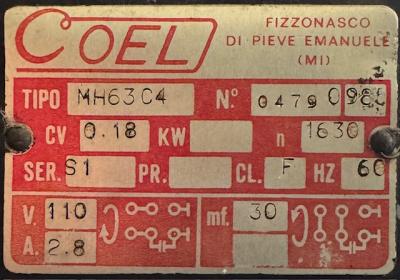 COEL
FIZZONASCO
DI PIEVE EMANUELE
(MI)
TIPO MH63C4 N.° 0479
CV 0.18 KW n 1630
SER. S1 PR. CL. F HZ 60
V. 110 mf. 30
A. 2.8